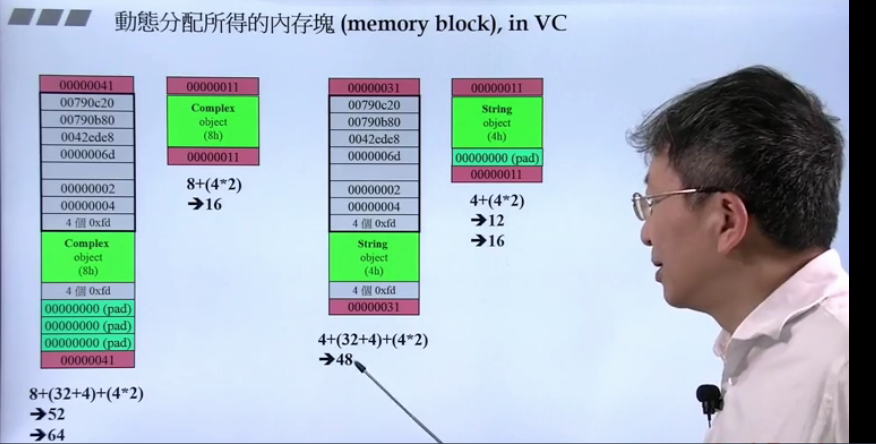 動態分配所得的內存塊 (memory block), in VC
00000041
00790c20
00790b80
0042ede8
0000006d
00000002
00000004
4 個 0xfd
Complex
object
(8h)
4 個 0xfd
00000000 (pad)
00000000 (pad)
00000000 (pad)
00000041
8+(32+4)+(4*2)
➔52
➔64
00000011
Complex
object
(8h)
00000011
8+(4*2)
➔16
00000031
00790c20
00790b80
0042ede8
0000006d
00000002
00000004
4 個 0xfd
String
object
(4h)
4 個 0xfd
00000031
4+(32+4)+(4*2)
➔48
00000011
String
object
(4h)
00000000 (pad)
00000011
4+(4*2)
➔12
➔16